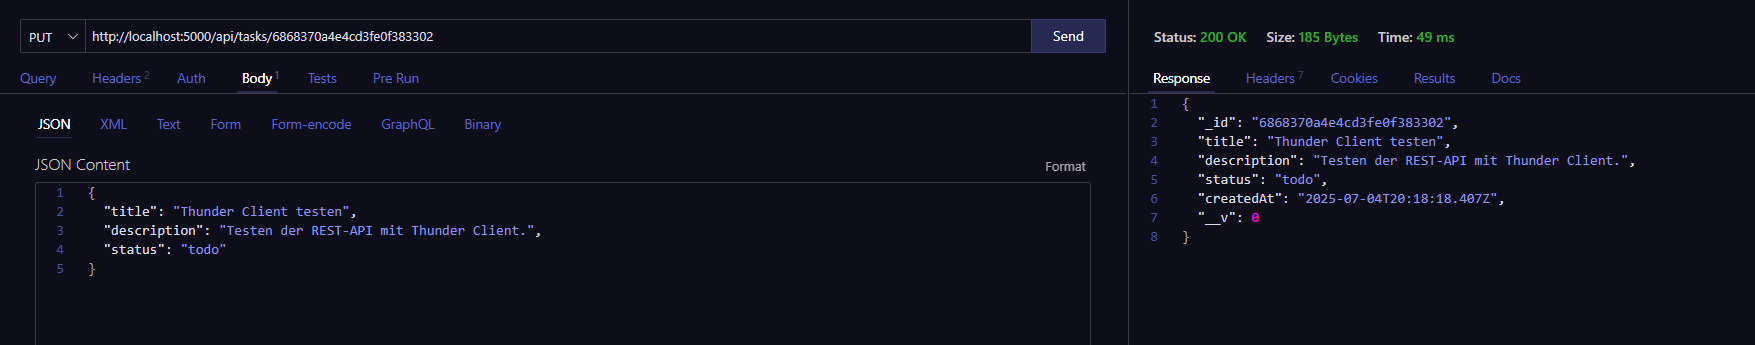 PUT http://localhost:5000/api/tasks/6868370a4e4cd3fe0f383302 Send
Query Headers 2 Auth Body 1 Tests Pre Run
JSON XML Text Form Form-encode GraphQL Binary
JSON Content Format
1 {
2 "title": "Thunder Client testen",
3 "description": "Testen der REST-API mit Thunder Client.",
4 "status": "todo"
5 }
Status: 200 OK Size: 185 Bytes Time: 49 ms
Response Headers 7 Cookies Results Docs
1 {
2 "_id": "6868370a4e4cd3fe0f383302",
3 "title": "Thunder Client testen",
4 "description": "Testen der REST-API mit Thunder Client.",
5 "status": "todo",
6 "createdAt": "2025-07-04T20:18:18.407Z",
7 "__v": 0
8 }